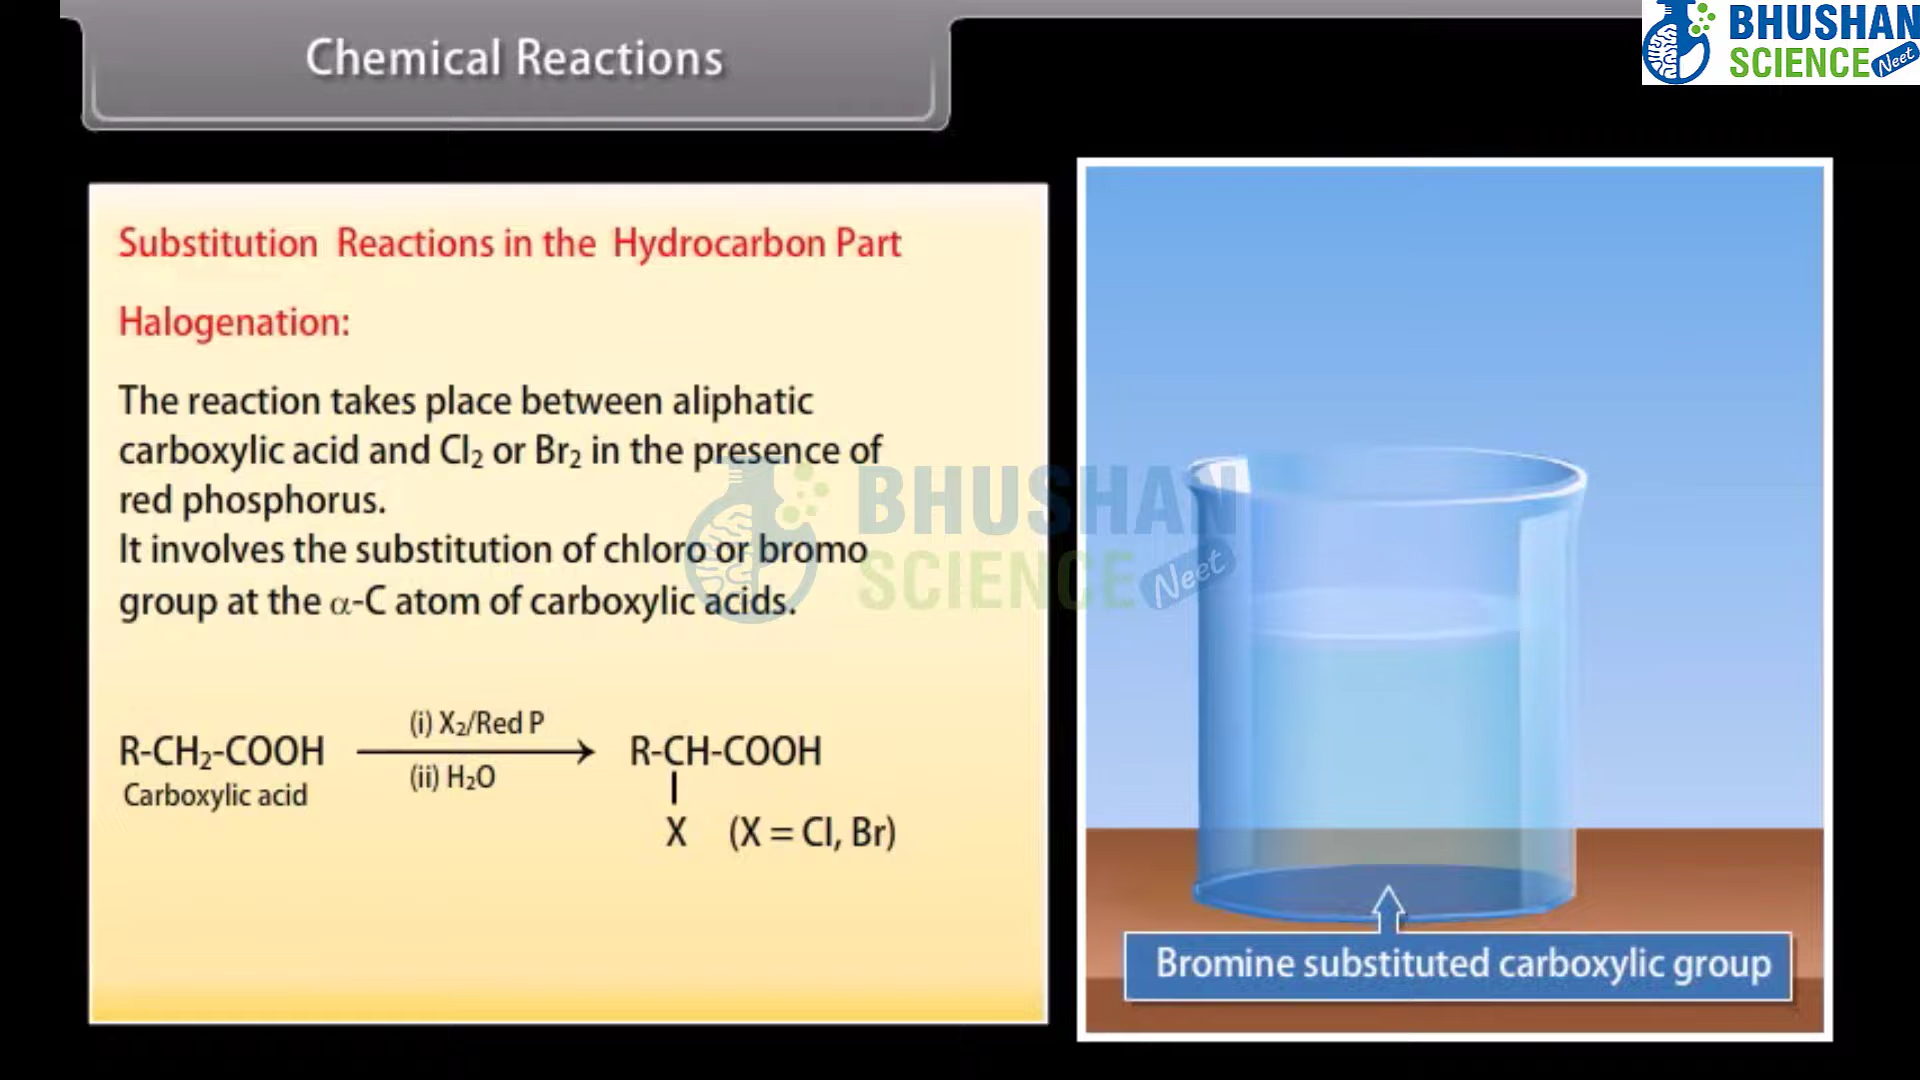 Chemical Reactions
BHUSHAN
SCIENCE Neet
Substitution Reactions in the Hydrocarbon Part
Halogenation:
The reaction takes place between aliphatic
carboxylic acid and Cl₂ or Br₂ in the presence of
red phosphorus.
It involves the substitution of chloro or bromo
group at the α-C atom of carboxylic acids.
BHUSHAN
SCIENCE Neet
(i) X₂/Red P
R-CH₂-COOH R-CH-COOH
(ii) H₂O
Carboxylic acid
X (X = Cl, Br)
Bromine substituted carboxylic group